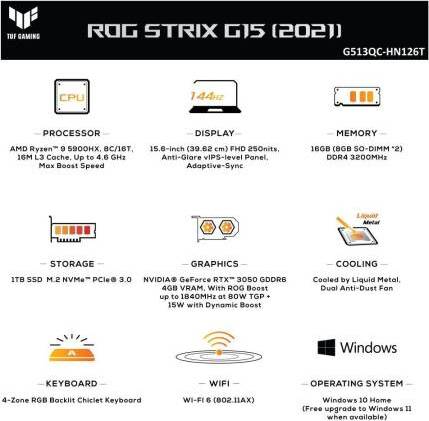 TUF GAMING
ROG STRIX G15 (2021)
G513QC-HN126T
CPU
144HZ
PROCESSOR
DISPLAY
MEMORY
AMD Ryzen™ 9 5900HX, 8C/16T,
16M L3 Cache, Up to 4.6 GHz
Max Boost Speed
15.6-inch (39.62 cm) FHD 250nits,
Anti-Glare vIPS-level Panel,
Adaptive-Sync
16GB (8GB SO-DIMM *2)
DDR4 3200MHz
Liquid
Metal
STORAGE
GRAPHICS
COOLING
1TB SSD M.2 NVMe™ PCIe® 3.0
NVIDIA® GeForce RTX™ 3050 GDDR6
4GB VRAM, With ROG Boost
up to 1840MHz at 80W TGP +
15W with Dynamic Boost
Cooled by Liquid Metal,
Dual Anti-Dust Fan
Windows
KEYBOARD
WIFI
OPERATING SYSTEM
4-Zone RGB Backlit Chiclet Keyboard
Wi-Fi 6 (802.11AX)
Windows 10 Home
(Free upgrade to Windows 11
when available)